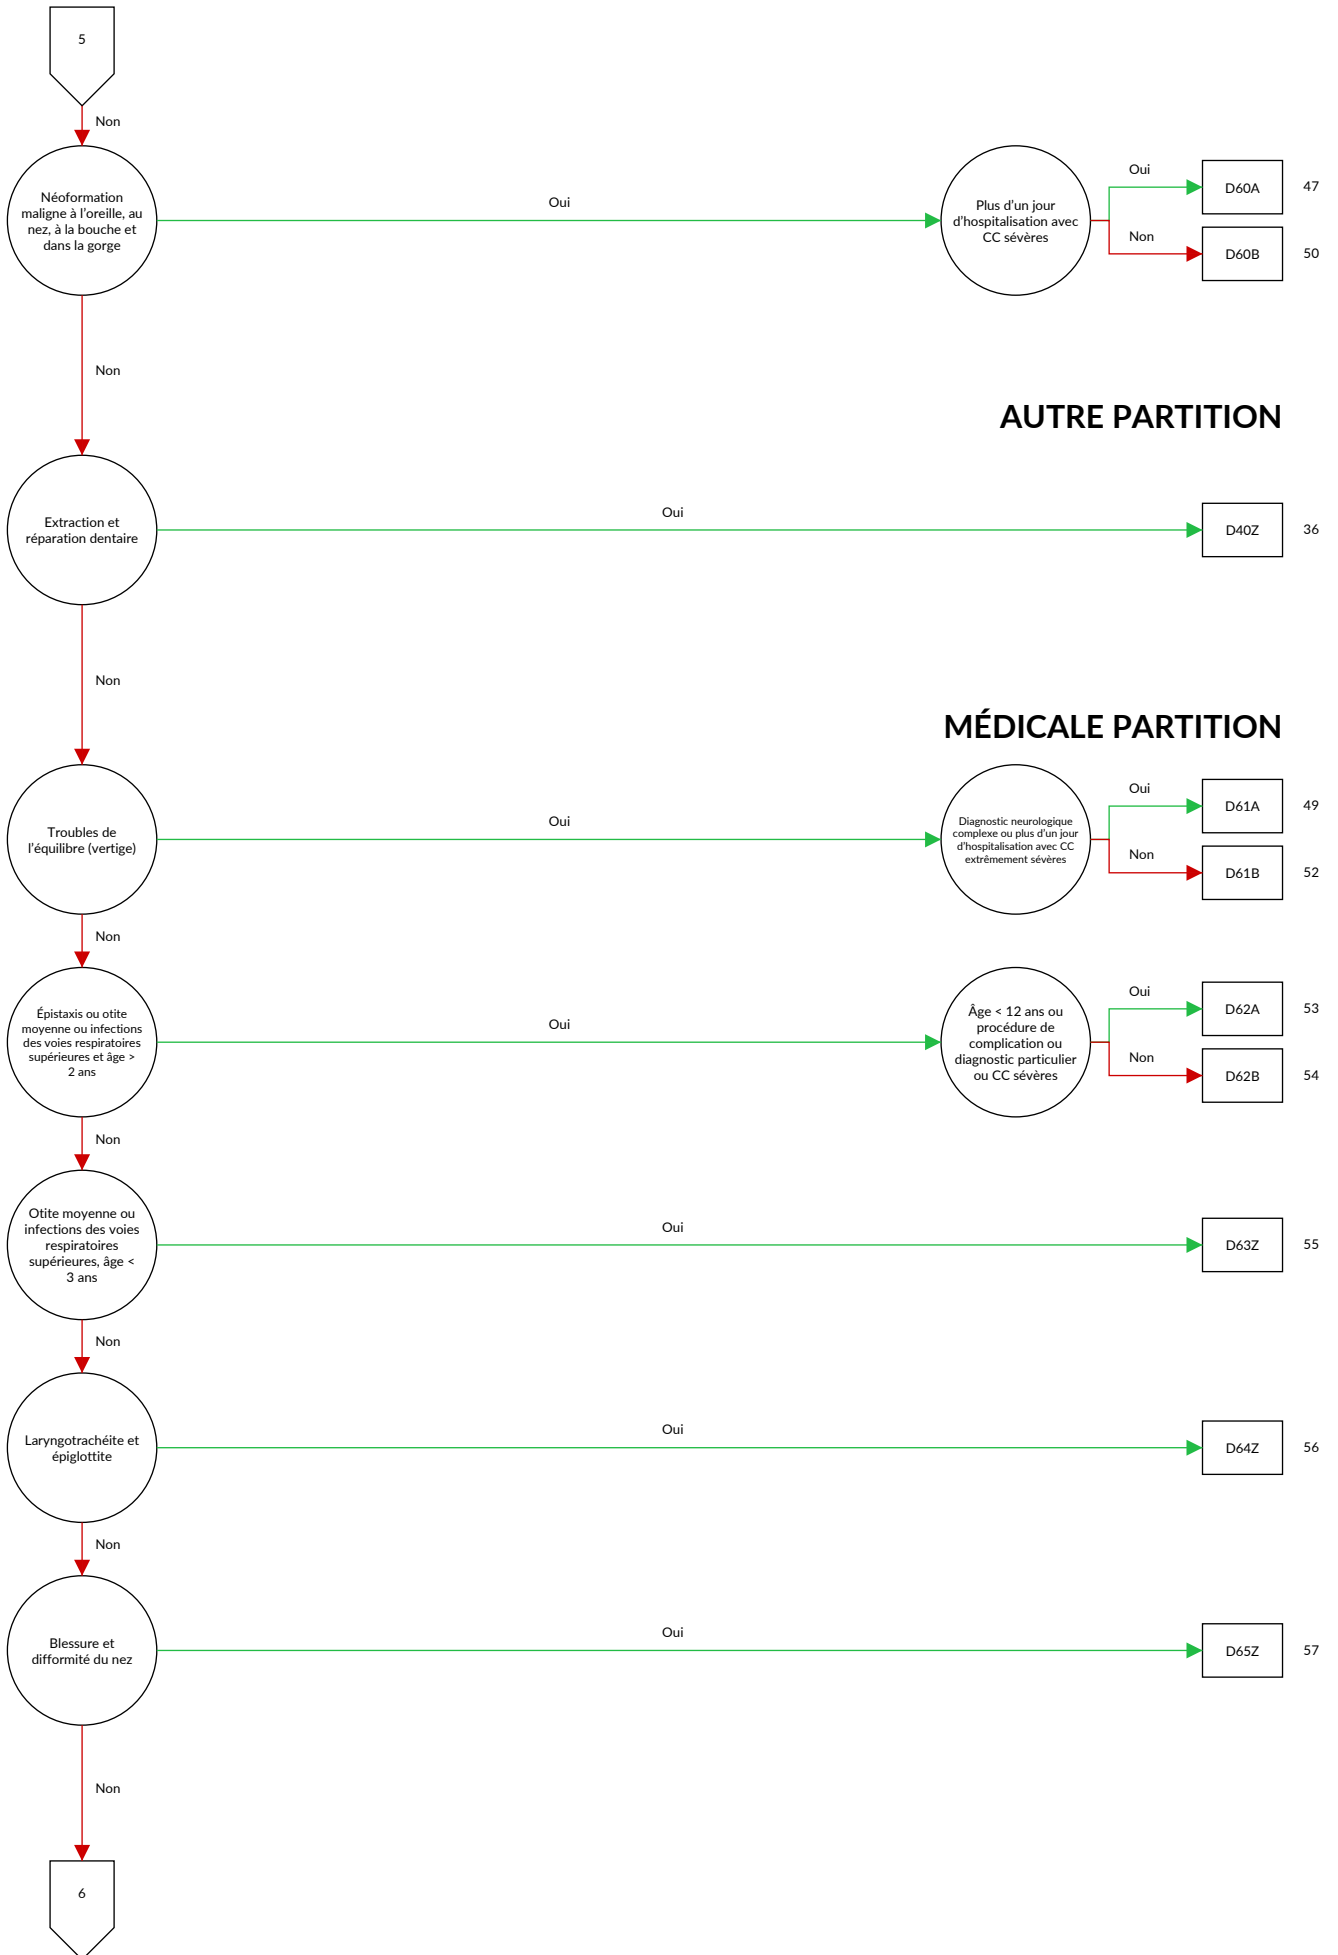 5
Non
Néoformation
maligne à l'oreille, au
nez, à la bouche et
dans la gorge
Oui
Plus d'un jour
d'hospitalisation avec
CC sévères
Oui
D60A
47
Non
D60B
50
Non
AUTRE PARTITION
Extraction et
réparation dentaire
Oui
D40Z
36
Non
MÉDICALE PARTITION
Troubles de
l'équilibre (vertige)
Oui
Diagnostic neurologique
complexe ou plus d'un jour
d'hospitalisation avec CC
extrêmement sévères
Oui
D61A
49
Non
D61B
52
Non
Épistaxis ou otite
moyenne ou infections
des voies respiratoires
supérieures et âge >
2 ans
Oui
Âge < 12 ans ou
procédure de
complication ou
diagnostic particulier
ou CC sévères
Oui
D62A
53
Non
D62B
54
Non
Otite moyenne ou
infections des voies
respiratoires
supérieures, âge <
3 ans
Oui
D63Z
55
Non
Laryngotrachéite et
épiglottite
Oui
D64Z
56
Non
Blessure et
difformité du nez
Oui
D65Z
57
Non
6